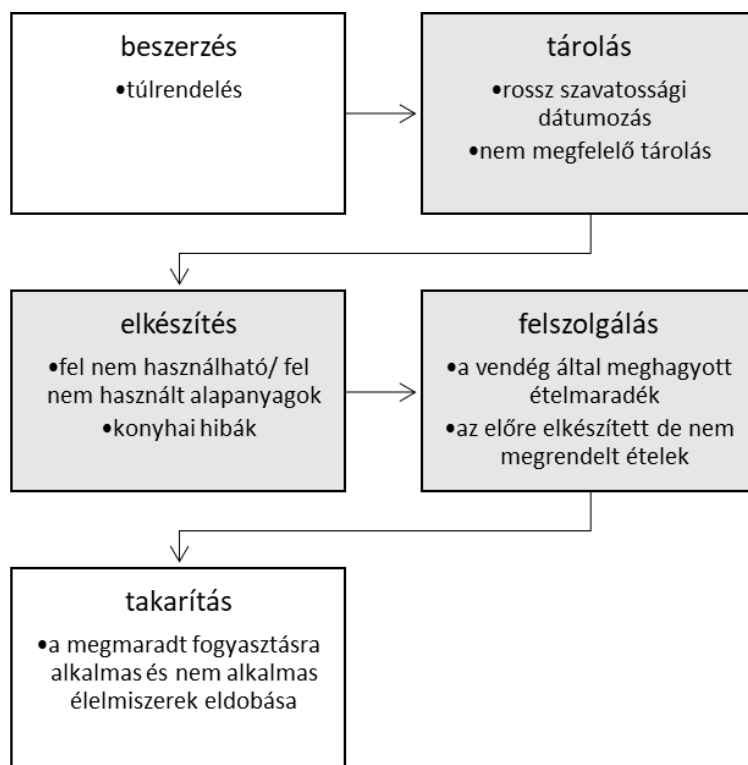 beszerzés
•túlrendelés
tárolás
•rossz szavatossági
dátumozás
•nem megfelelő tárolás
elkészítés
•fel nem használható/ fel
nem használt alapanyagok
•konyhai hibák
felszolgálás
•a vendég által meghagyott
ételmaradék
•az előre elkészített de nem
megrendelt ételek
takarítás
•a megmaradt fogyasztásra
alkalmas és nem alkalmas
élelmiszerek eldobása